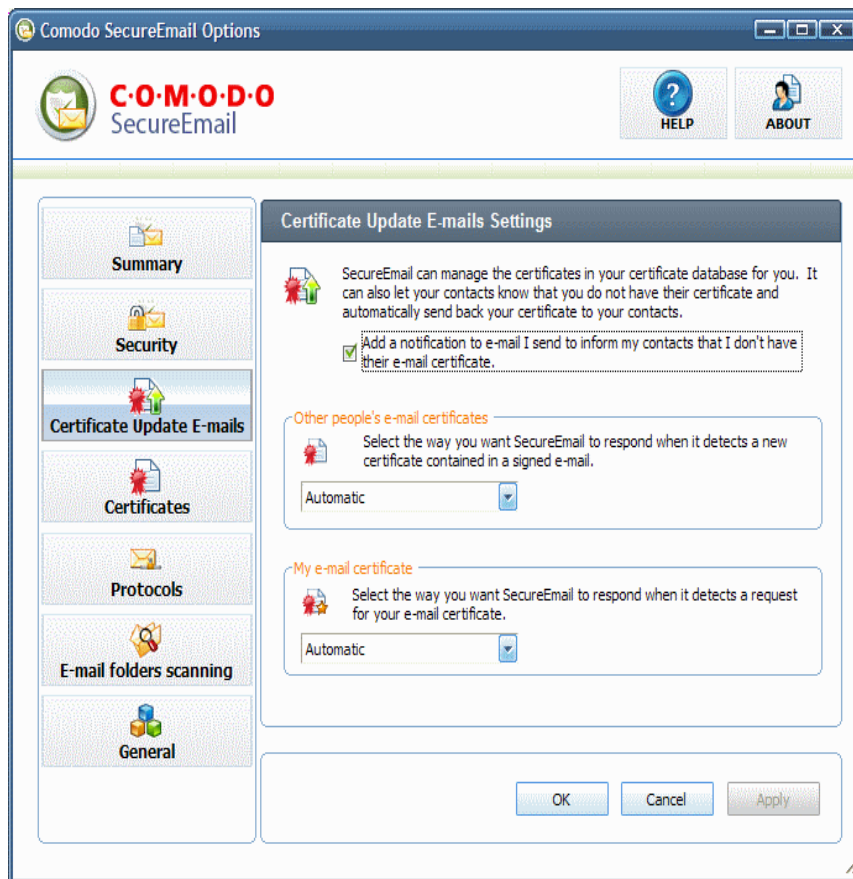 Comodo SecureEmail Options
C·O·M·O·D·O
SecureEmail
HELP
ABOUT
Summary
Security
Certificate Update E-mails
Certificates
Protocols
E-mail folders scanning
General
Certificate Update E-mails Settings
SecureEmail can manage the certificates in your certificate database for you. It
can also let your contacts know that you do not have their certificate and
automatically send back your certificate to your contacts.
Add a notification to e-mail I send to inform my contacts that I don't have
their e-mail certificate.
Other people's e-mail certificates
Select the way you want SecureEmail to respond when it detects a new
certificate contained in a signed e-mail.
Automatic
My e-mail certificate
Select the way you want SecureEmail to respond when it detects a request
for your e-mail certificate.
Automatic
OK
Cancel
Apply